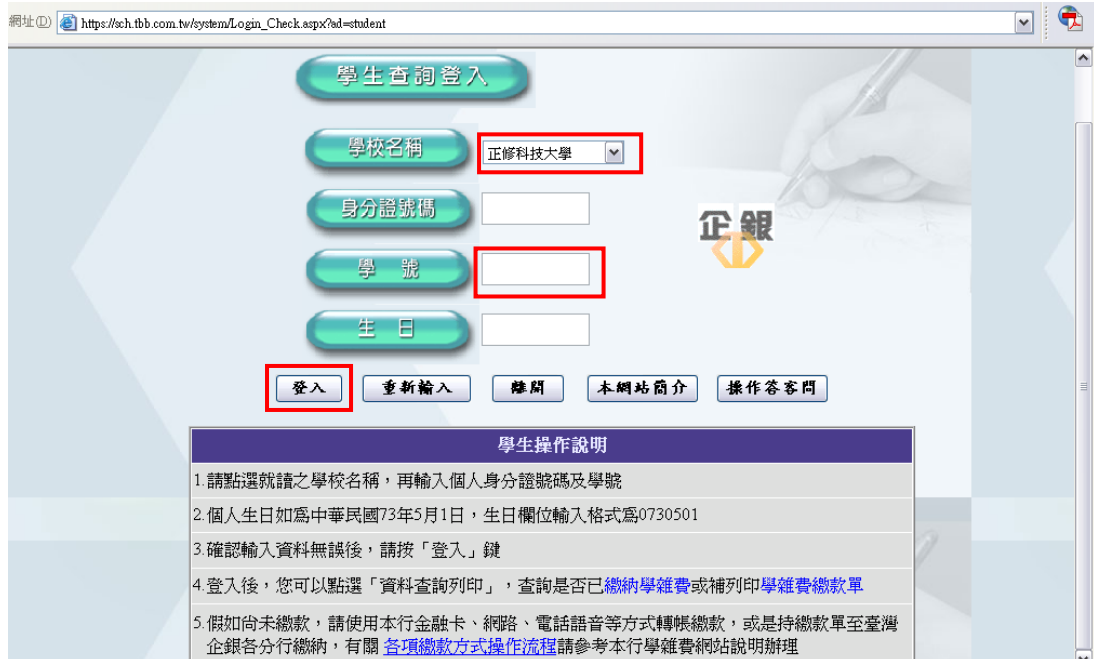 網址(D) https://sch.tbb.com.tw/system/Login_Check.aspx?ad=student
學生查詢登入
學校名稱 正修科技大學
身分證號碼
企銀
學 號
生 日
登入 重新輸入 離開 本網站簡介 操作答客問
學生操作說明
1.請點選就讀之學校名稱，再輸入個人身分證號碼及學號
2.個人生日如為中華民國73年5月1日，生日欄位輸入格式為0730501
3.確認輸入資料無誤後，請按「登入」鍵
4.登入後，您可以點選「資料查詢列印」，查詢是否已繳納學雜費或補列印學雜費繳款單
5.假如尚未繳款，請使用本行金融卡、網路、電話語音等方式轉帳繳款，或是持繳款單至臺灣
企銀各分行繳納，有關 各項繳款方式操作流程請參考本行學雜費網站說明辦理